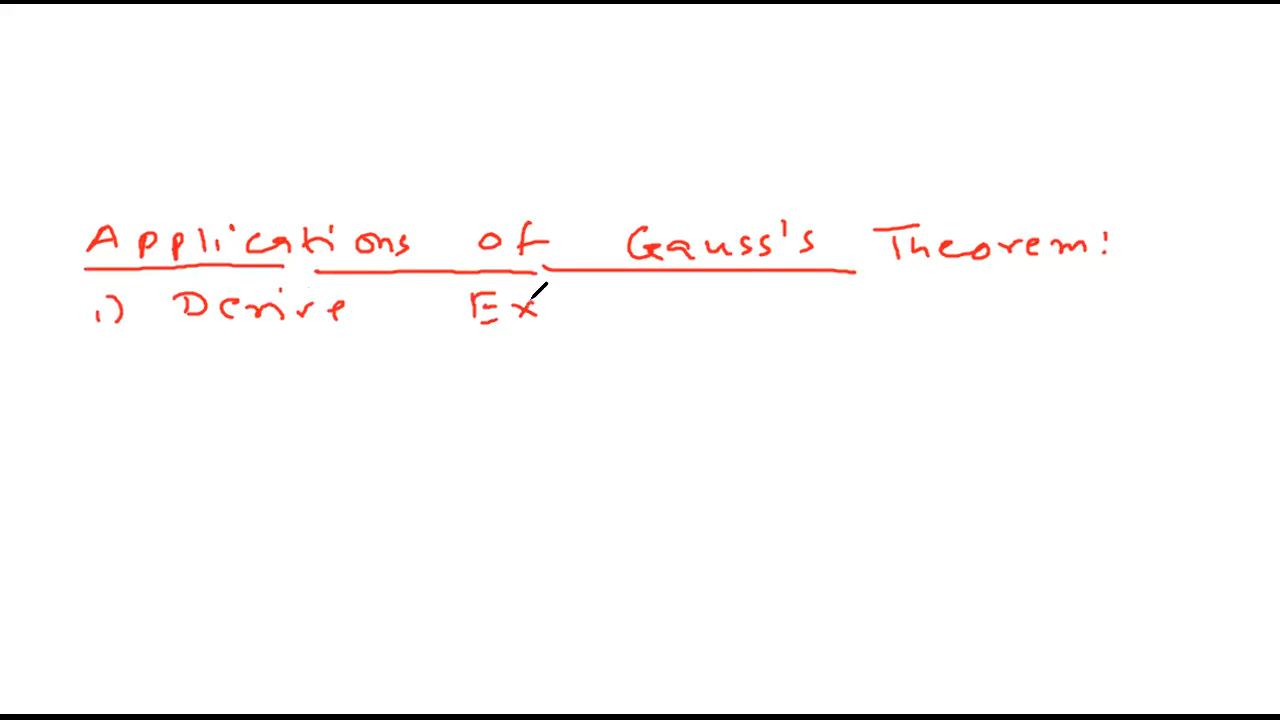 Applications of Gauss's Theorem:
1) Derive Ex